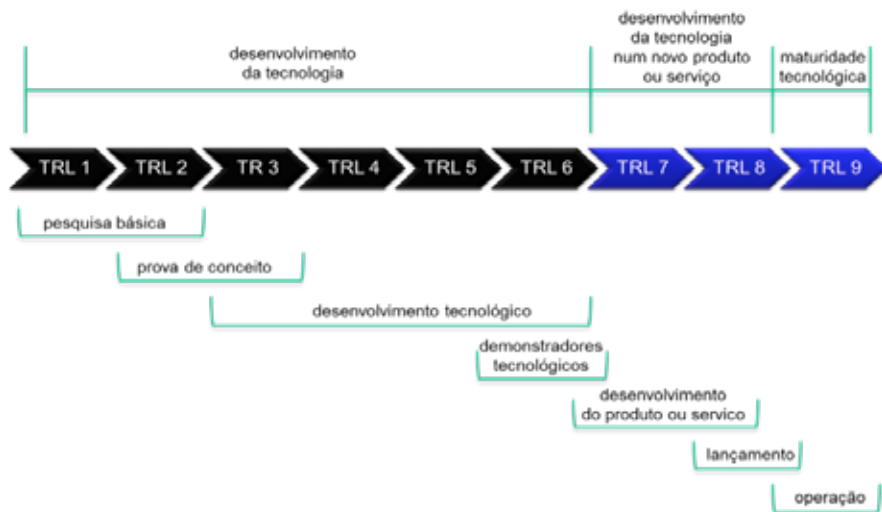 desenvolvimento
da tecnologia
desenvolvimento
da tecnologia
num novo produto
ou serviço
maturidade
tecnológica
TRL 1
TRL 2
TR 3
TRL 4
TRL 5
TRL 6
TRL 7
TRL 8
TRL 9
pesquisa básica
prova de conceito
desenvolvimento tecnológico
demonstradores
tecnológicos
desenvolvimento
do produto ou servico
lançamento
operação